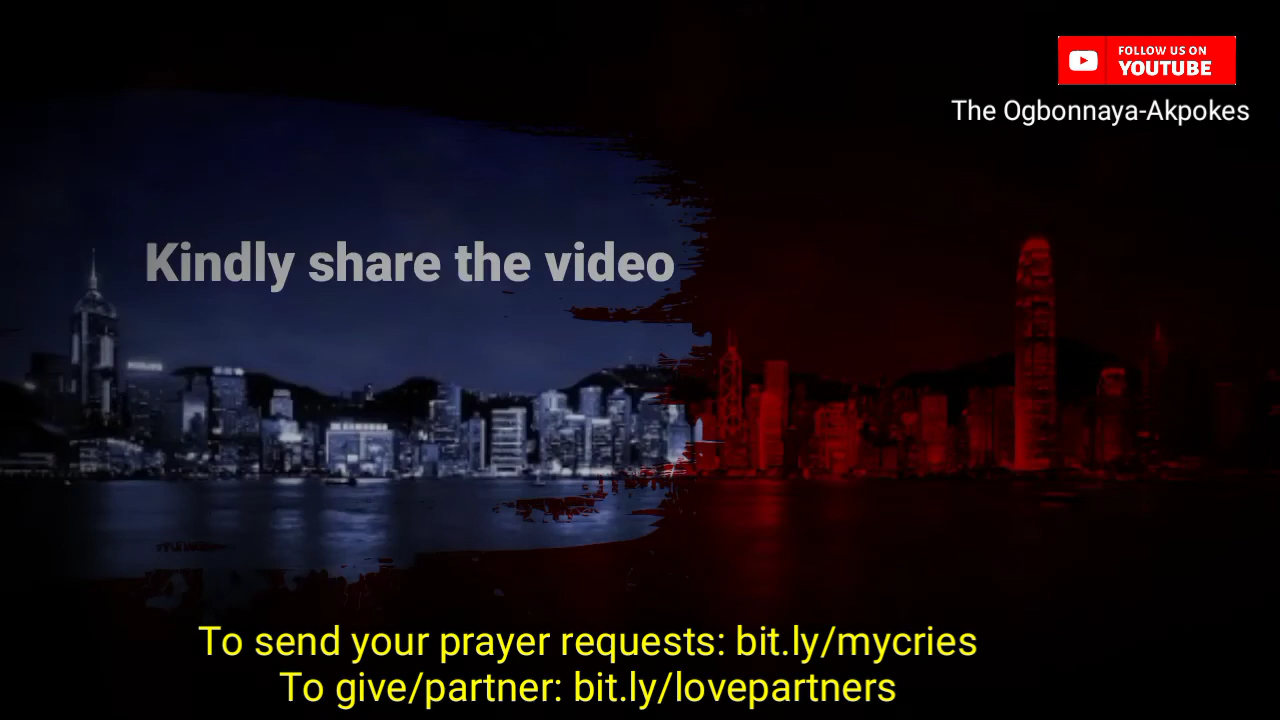 FOLLOW US ON
YOUTUBE
The Ogbonnaya-Akpokes
Kindly share the video
To send your prayer requests: bit.ly/mycries
To give/partner: bit.ly/lovepartners